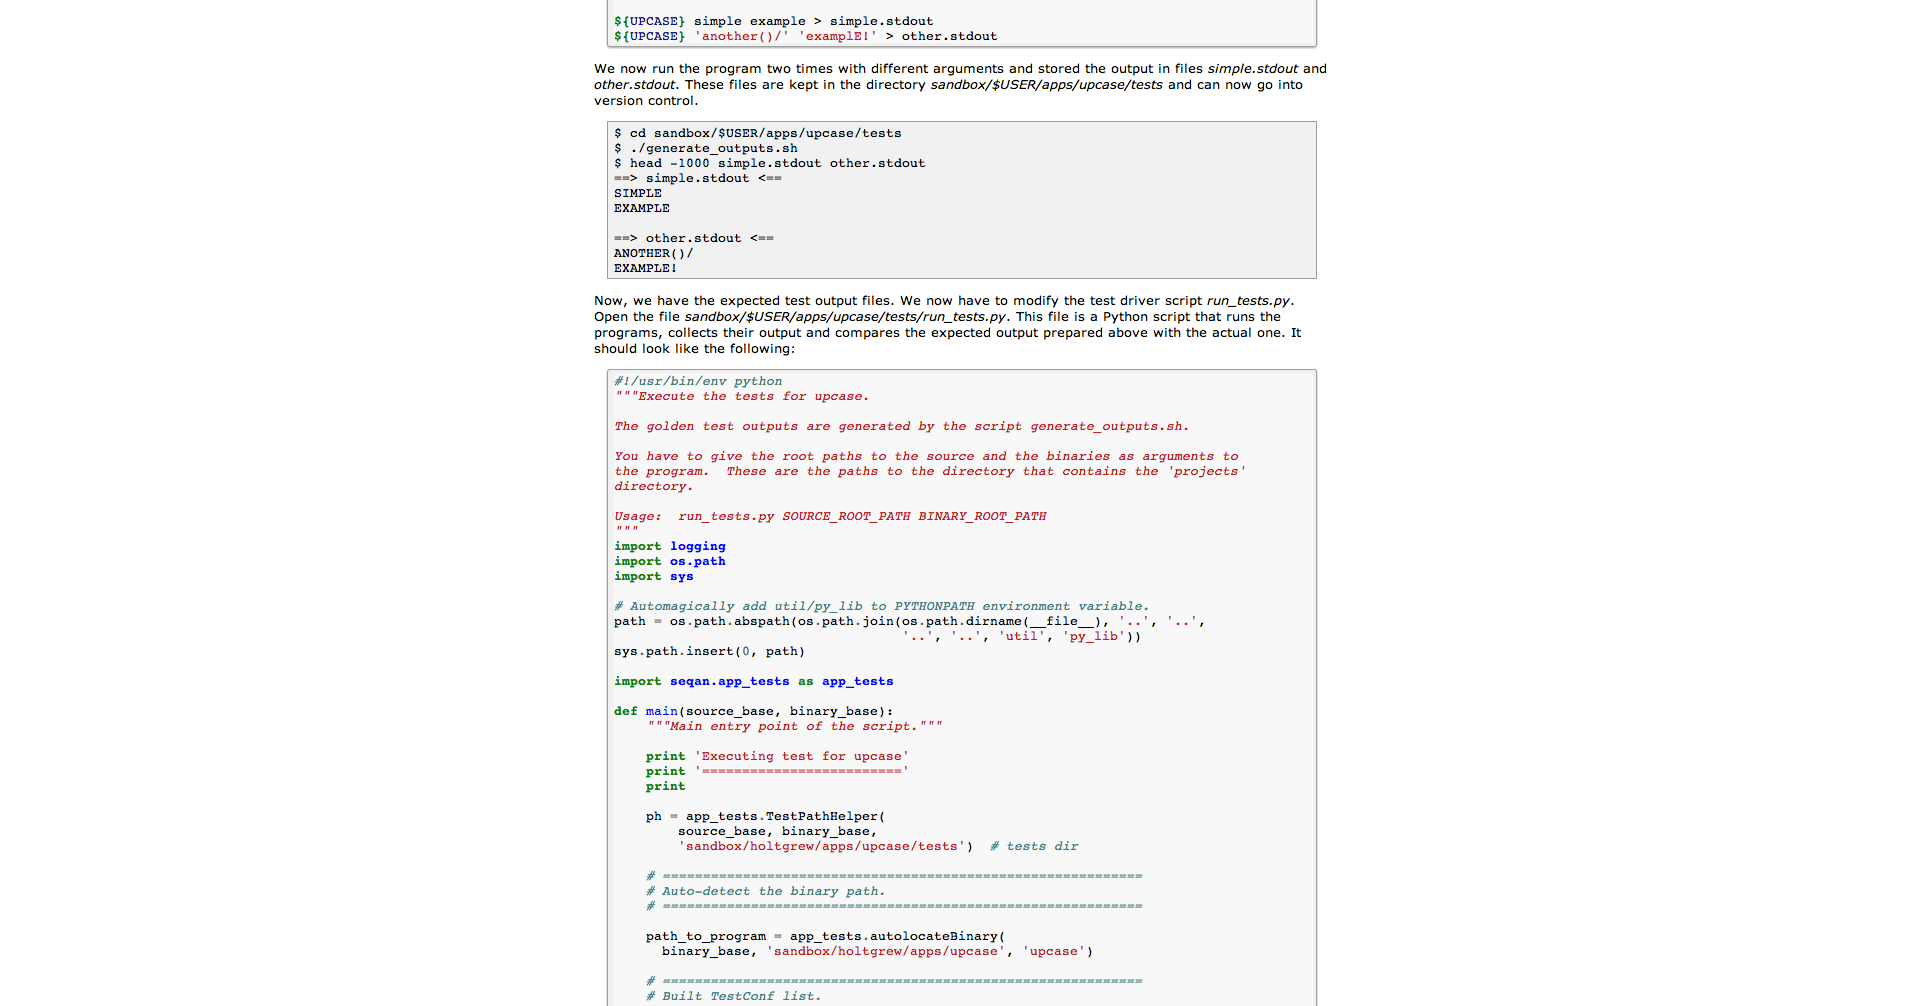 ${UPCASE} simple example > simple.stdout
${UPCASE} 'another()/' 'examplE!' > other.stdout
We now run the program two times with different arguments and stored the output in files simple.stdout and
other.stdout. These files are kept in the directory sandbox/$USER/apps/upcase/tests and can now go into
version control.
$ cd sandbox/$USER/apps/upcase/tests
$ ./generate_outputs.sh
$ head -1000 simple.stdout other.stdout
==> simple.stdout <==
SIMPLE
EXAMPLE
==> other.stdout <==
ANOTHER()/
EXAMPLE!
Now, we have the expected test output files. We now have to modify the test driver script run_tests.py.
Open the file sandbox/$USER/apps/upcase/tests/run_tests.py. This file is a Python script that runs the
programs, collects their output and compares the expected output prepared above with the actual one. It
should look like the following:
#!/usr/bin/env python
"""Execute the tests for upcase.
The golden test outputs are generated by the script generate_outputs.sh.
You have to give the root paths to the source and the binaries as arguments to
the program.  These are the paths to the directory that contains the 'projects'
directory.
Usage:  run_tests.py SOURCE_ROOT_PATH BINARY_ROOT_PATH
"""
import logging
import os.path
import sys
# Automagically add util/py_lib to PYTHONPATH environment variable.
path = os.path.abspath(os.path.join(os.path.dirname(__file__), '..', '..',
'..', '..', 'util', 'py_lib'))
sys.path.insert(0, path)
import seqan.app_tests as app_tests
def main(source_base, binary_base):
"""Main entry point of the script."""
print 'Executing test for upcase'
print '========================='
print
ph = app_tests.TestPathHelper(
source_base, binary_base,
'sandbox/holtgrew/apps/upcase/tests')  # tests dir
# ============================================================
# Auto-detect the binary path.
# ============================================================
path_to_program = app_tests.autolocateBinary(
binary_base, 'sandbox/holtgrew/apps/upcase', 'upcase')
# ============================================================
# Built TestConf list.